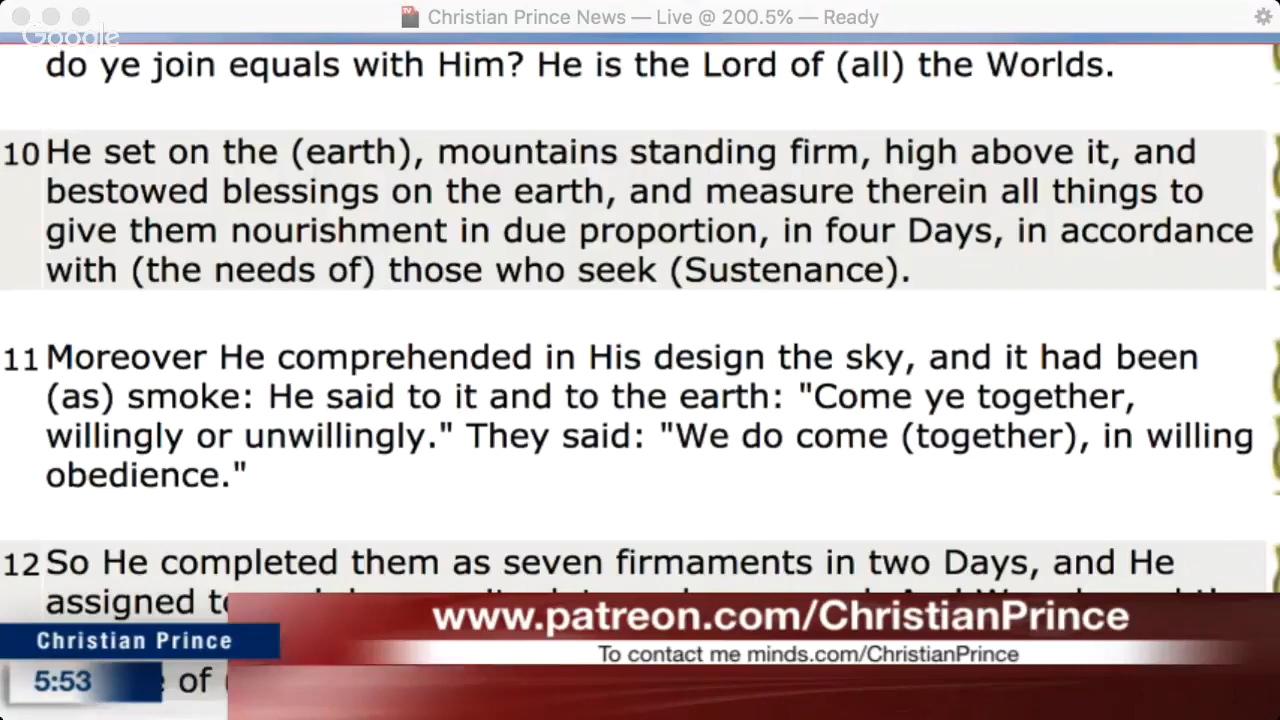 Christian Prince News — Live @ 200.5% — Ready
Google
do ye join equals with Him? He is the Lord of (all) the Worlds.
10 He set on the (earth), mountains standing firm, high above it, and
bestowed blessings on the earth, and measure therein all things to
give them nourishment in due proportion, in four Days, in accordance
with (the needs of) those who seek (Sustenance).
11 Moreover He comprehended in His design the sky, and it had been
(as) smoke: He said to it and to the earth: "Come ye together,
willingly or unwillingly." They said: "We do come (together), in willing
obedience."
12 So He completed them as seven firmaments in two Days, and He
assigned
www.patreon.com/ChristianPrince
Christian Prince
To contact me minds.com/ChristianPrince
5:53
of